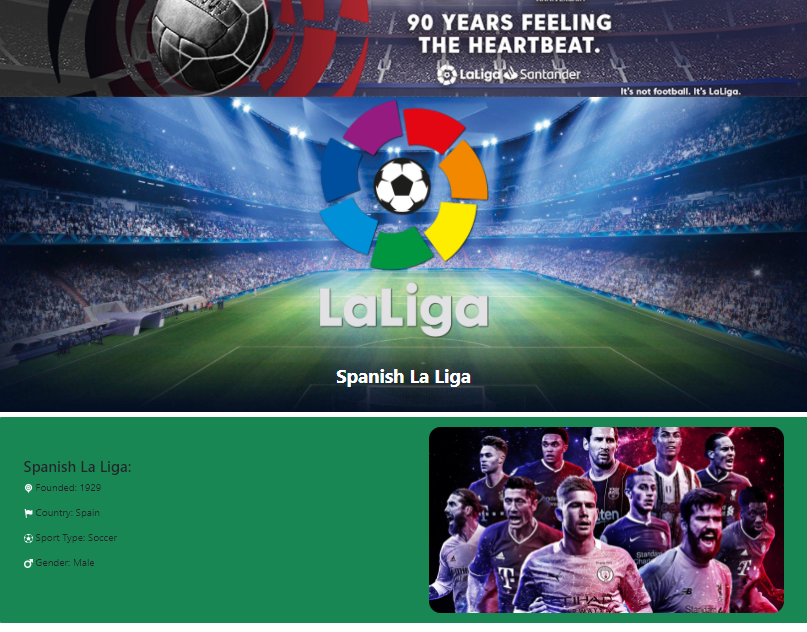 90 YEARS FEELING
THE HEARTBEAT.
LaLiga Santander
It's not football. It's LaLiga.
LaLiga
Spanish La Liga
Spanish La Liga:
Founded: 1929
Country: Spain
Sport Type: Soccer
Gender: Male